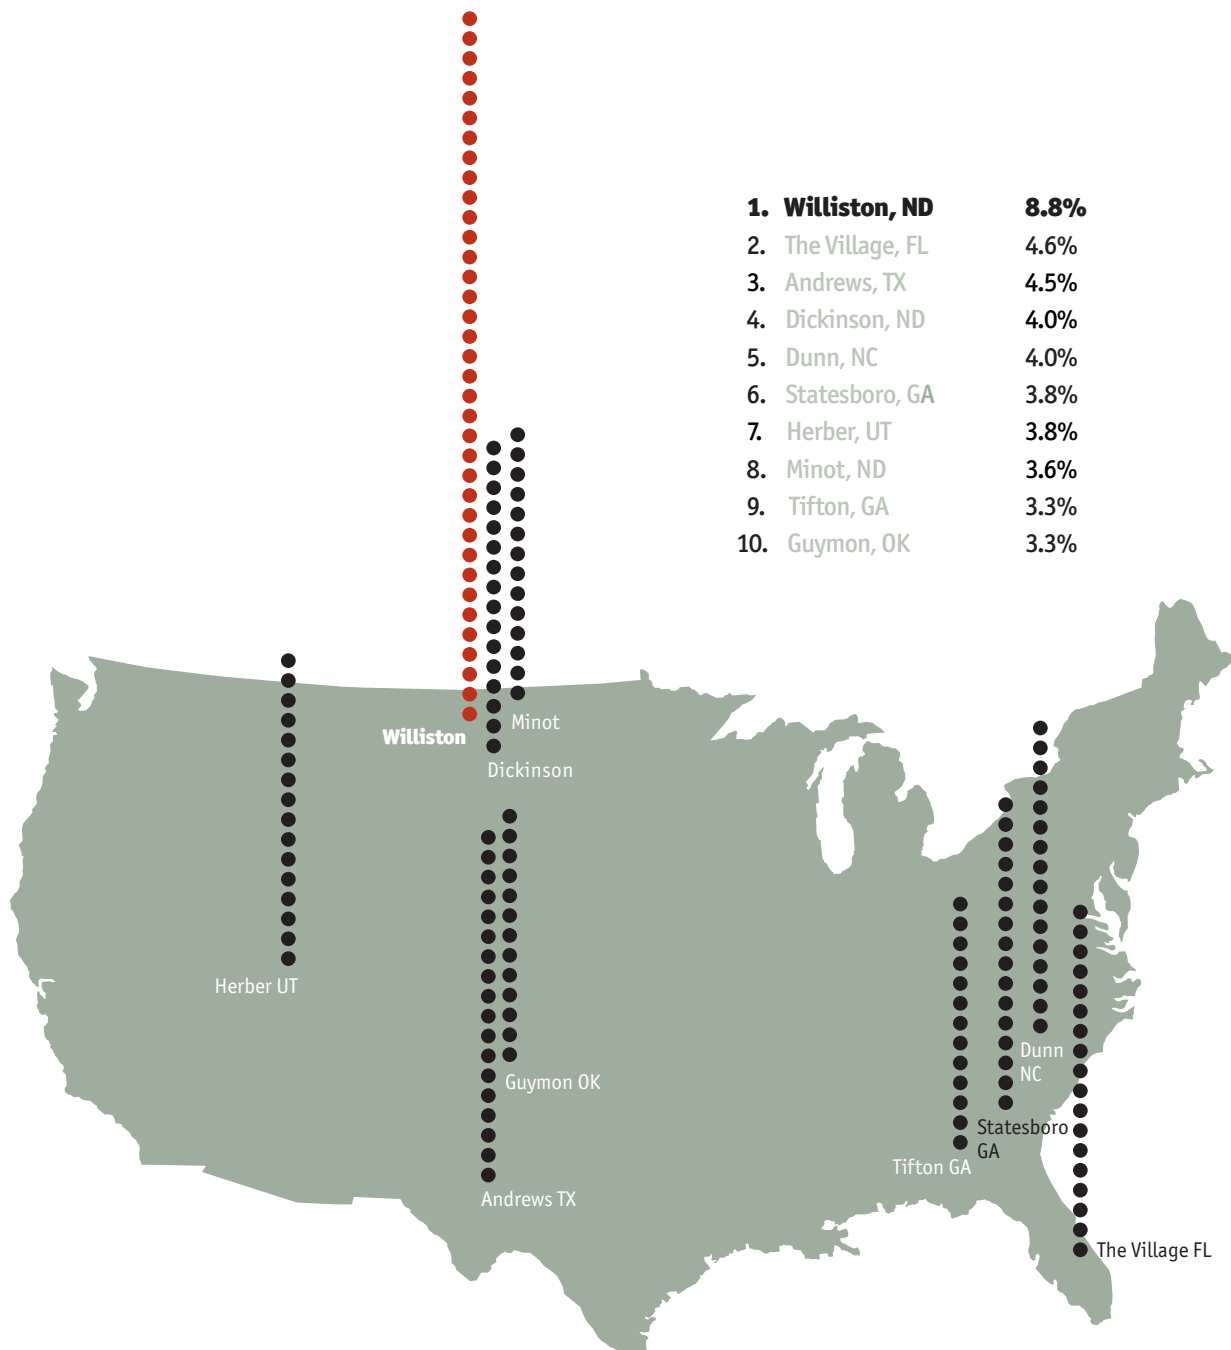 1. Williston, ND 8.8%
2. The Village, FL 4.6%
3. Andrews, TX 4.5%
4. Dickinson, ND 4.0%
5. Dunn, NC 4.0%
6. Statesboro, GA 3.8%
7. Herber, UT 3.8%
8. Minot, ND 3.6%
9. Tifton, GA 3.3%
10. Guymon, OK 3.3%
Minot
Williston
Dickinson
Herber UT
Dunn
NC
Guymon OK
Statesboro
GA
Tifton GA
Andrews TX
The Village FL